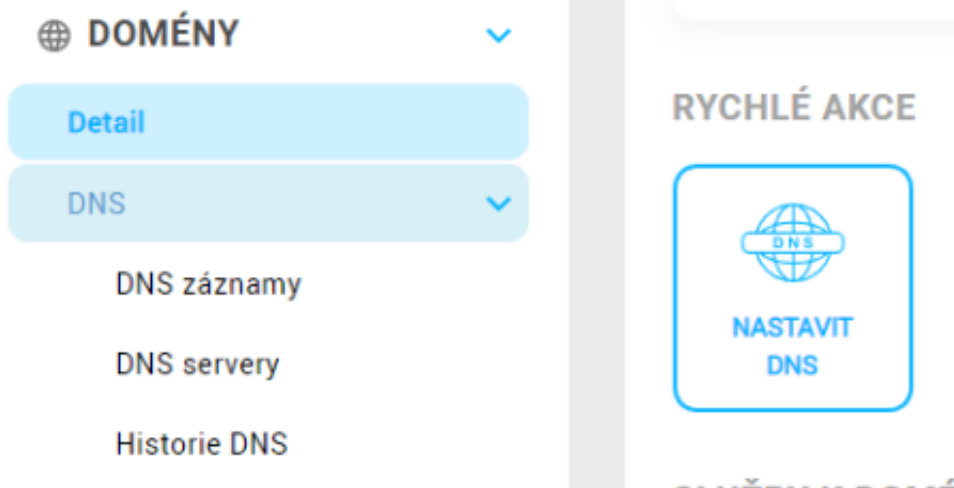 DOMÉNY
Detail
DNS
DNS záznamy
DNS servery
Historie DNS
RYCHLÉ AKCE
DNS
NASTAVIT
DNS